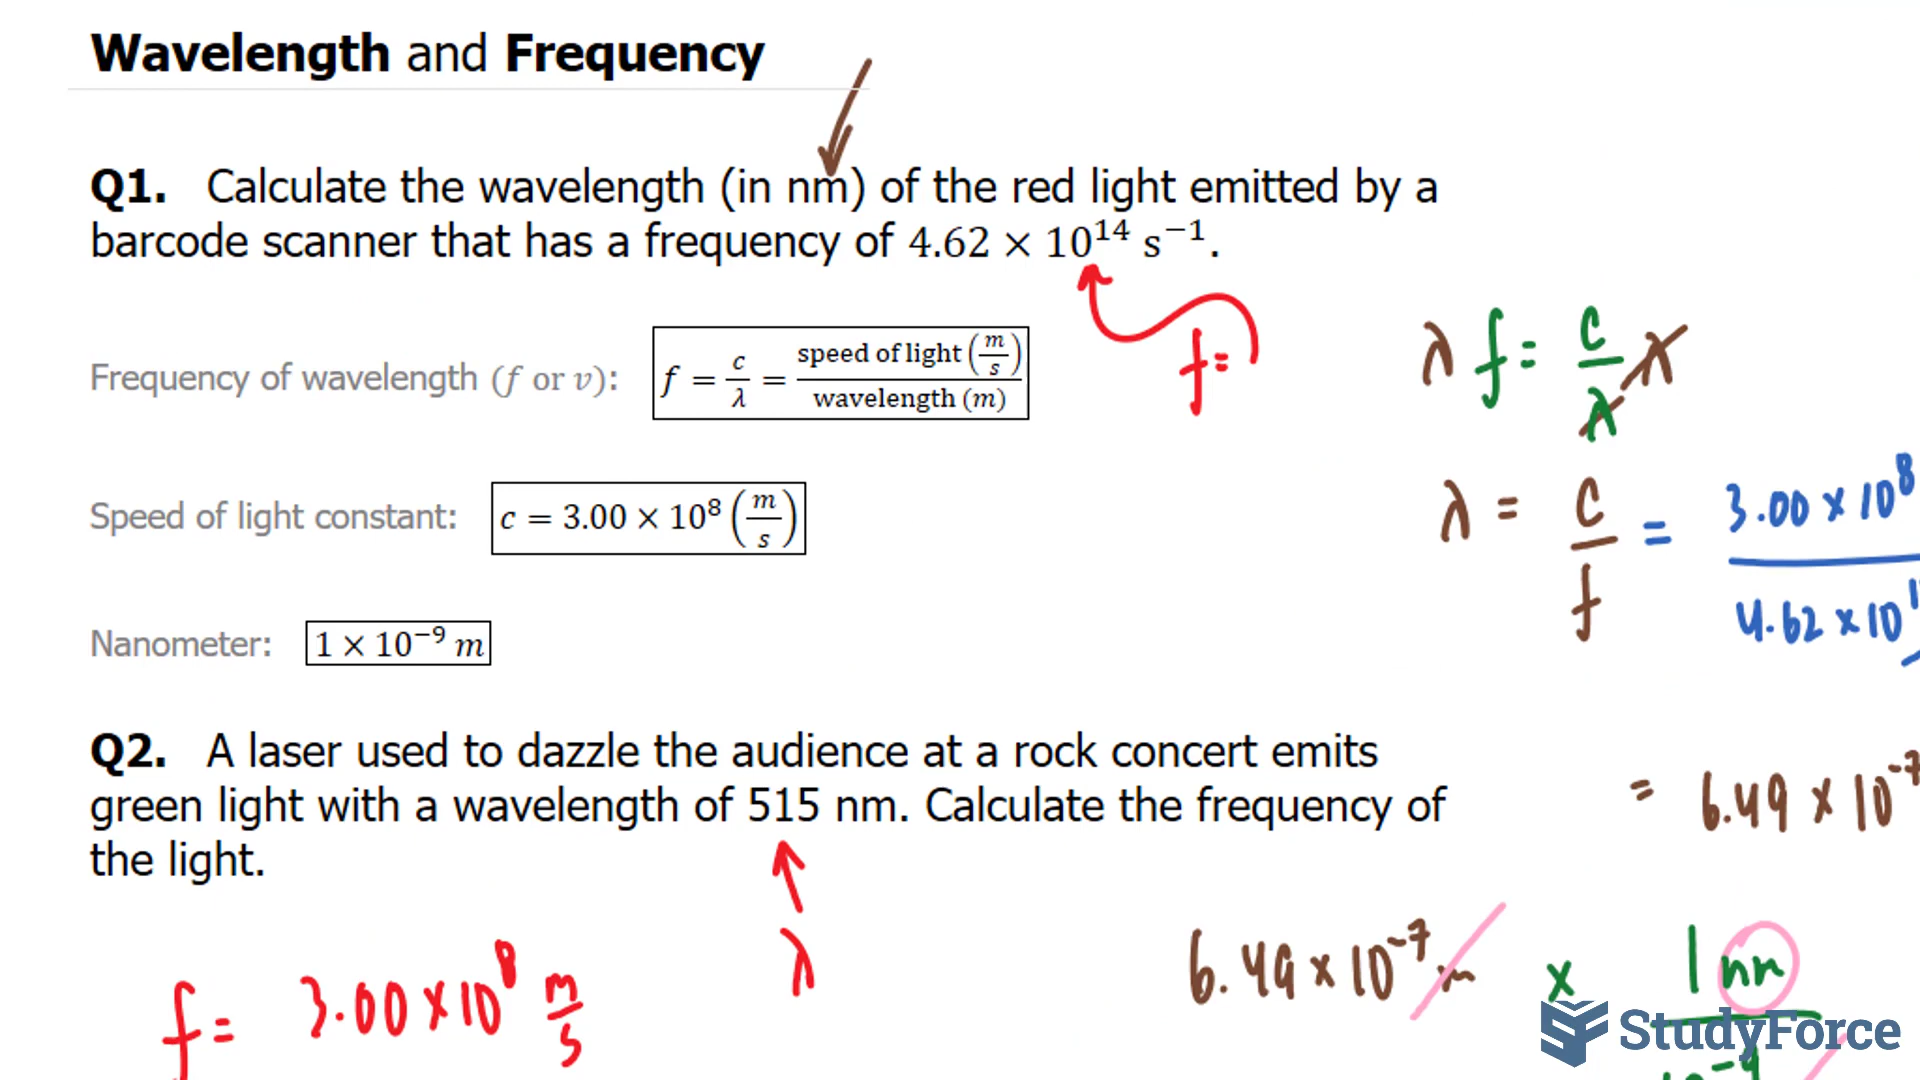 Wavelength and Frequency
Q1. Calculate the wavelength (in nm) of the red light emitted by a
barcode scanner that has a frequency of 4.62 × 10¹⁴ s⁻¹.
f=
λ f = c/λ λ
Frequency of wavelength (f or v): f = c/λ = speed of light (m/s) / wavelength (m)
Speed of light constant: c = 3.00 × 10⁸ (m/s)
λ = c/f = 3.00 × 10⁸ / 4.62 × 10¹
Nanometer: 1 × 10⁻⁹ m
Q2. A laser used to dazzle the audience at a rock concert emits
green light with a wavelength of 515 nm. Calculate the frequency of
the light.
= 6.49 × 10⁻⁷
λ
6.49 × 10⁻⁷ m × 1 nm
f = 3.00 × 10⁸ m/s
StudyForce